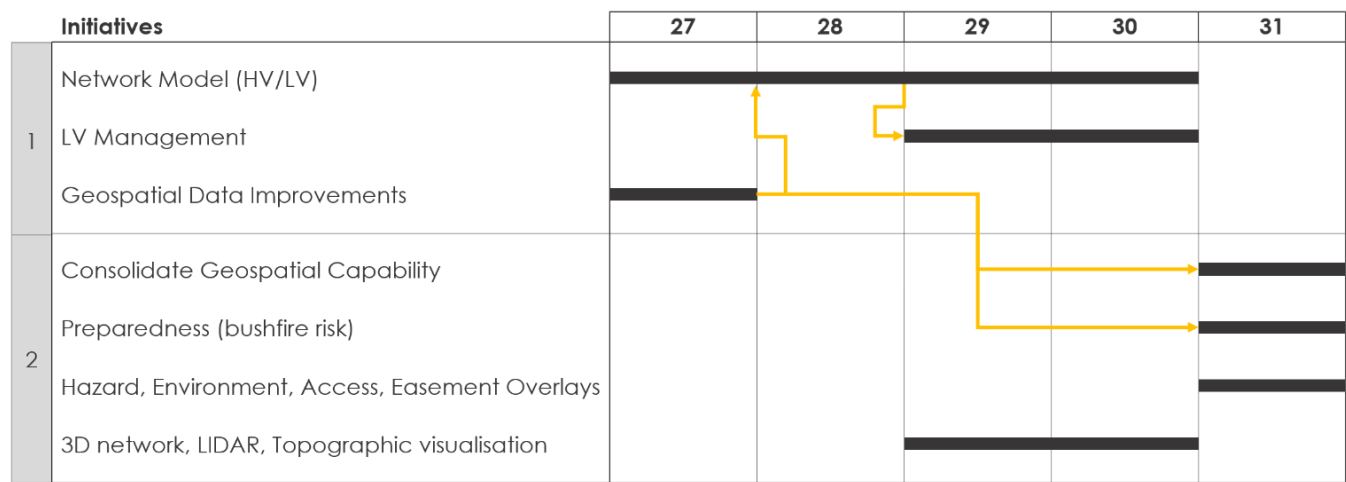 Initiatives 27 28 29 30 31
Network Model (HV/LV)
1 LV Management
Geospatial Data Improvements
Consolidate Geospatial Capability
Preparedness (bushfire risk)
2
Hazard, Environment, Access, Easement Overlays
3D network, LIDAR, Topographic visualisation